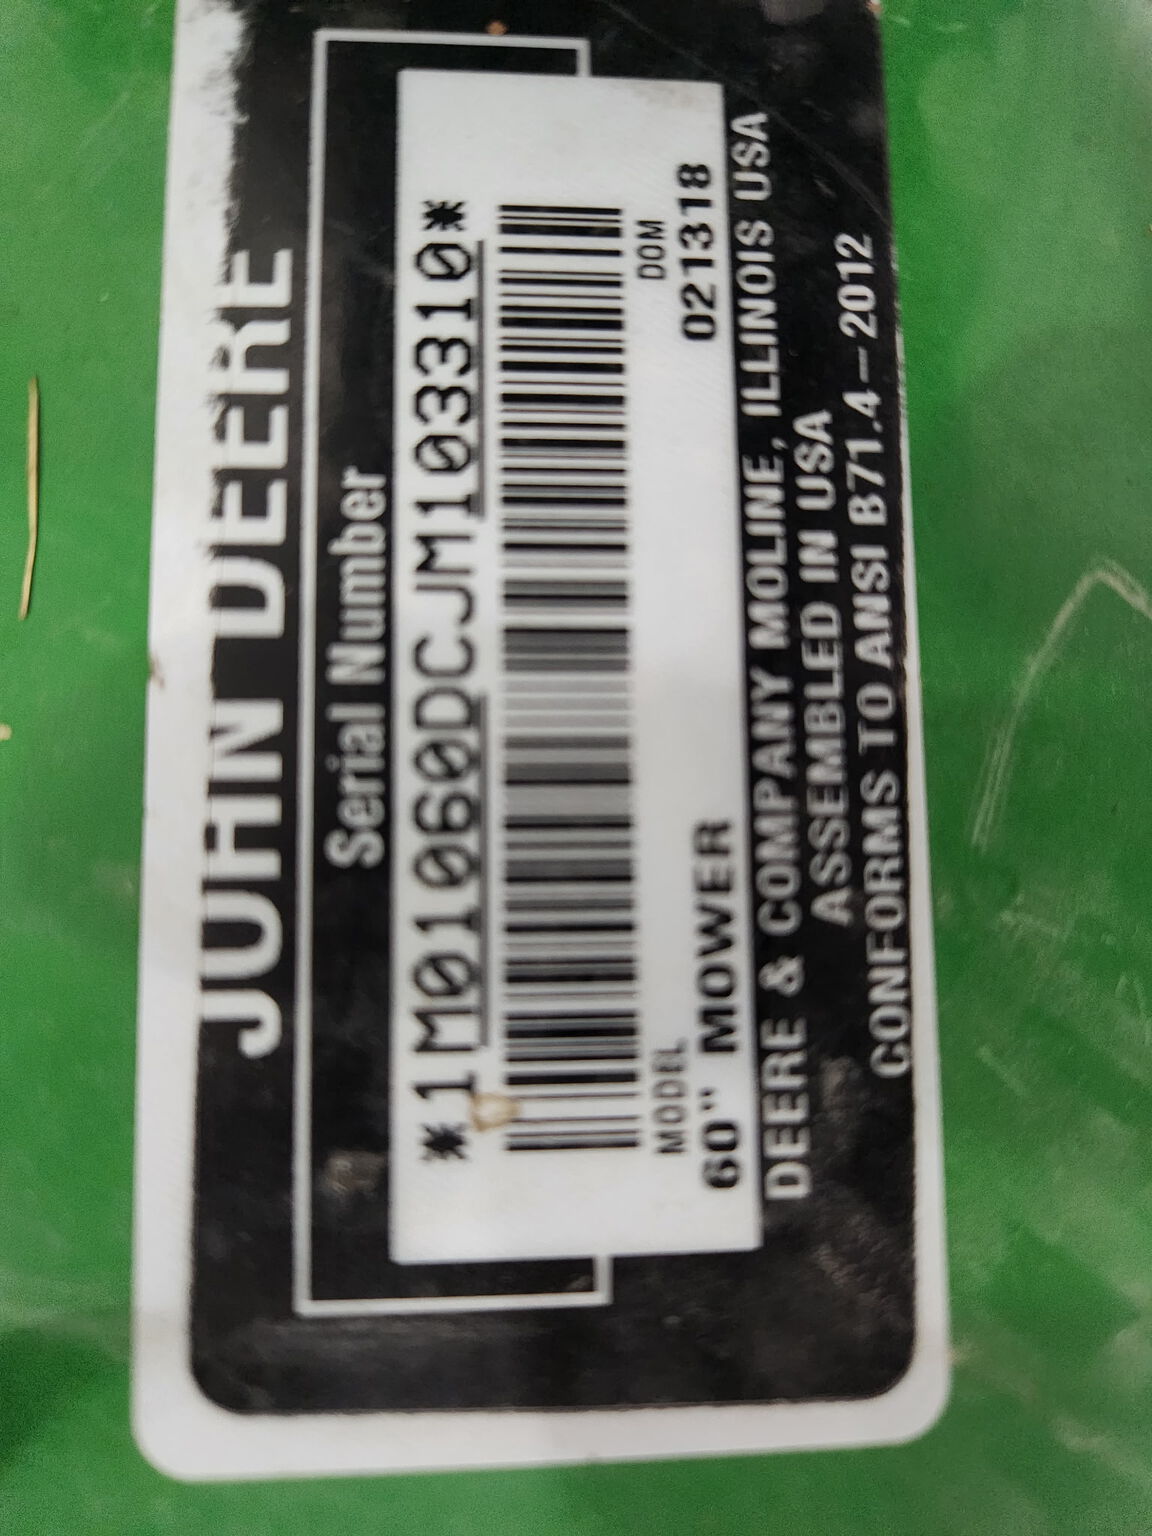 JOHN DEERE
Serial Number
*1M01060DCJM103310*
MODEL DOM
60" MOWER 021318
DEERE & COMPANY MOLINE, ILLINOIS USA
ASSEMBLED IN USA
CONFORMS TO ANSI B71.4–2012